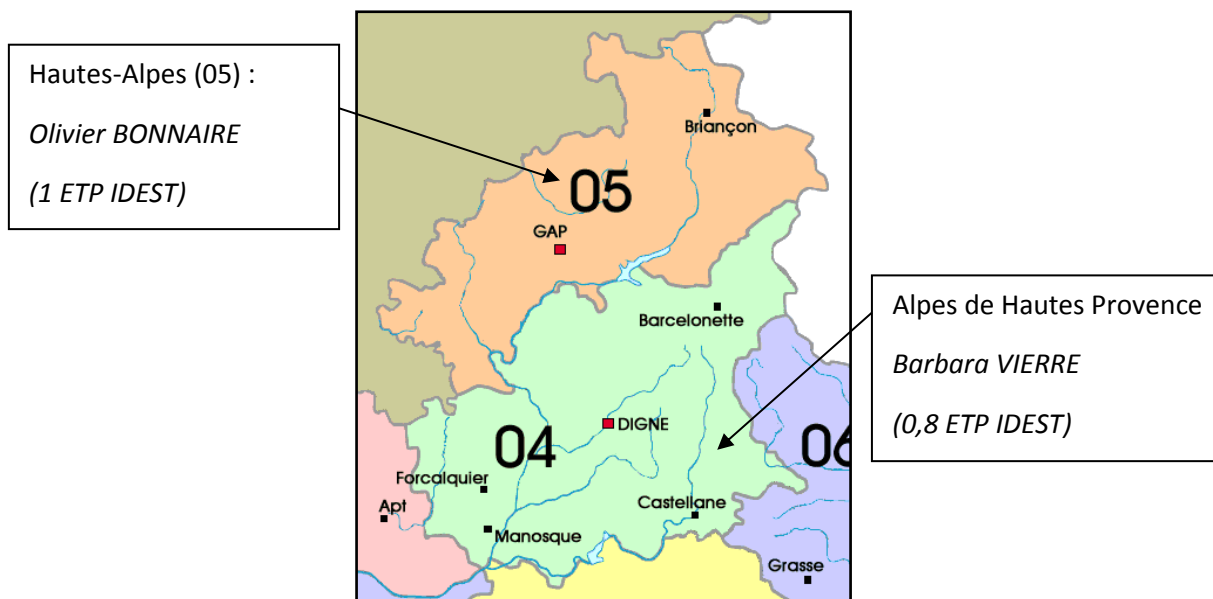 Hautes-Alpes (05) :
Olivier BONNAIRE
(1 ETP IDEST)
Briançon
05
GAP
Barcelonette
Alpes de Hautes Provence
Barbara VIERRE
(0,8 ETP IDEST)
DIGNE
04
06
Forcalquier
Apt
Castellane
Manosque
Grasse